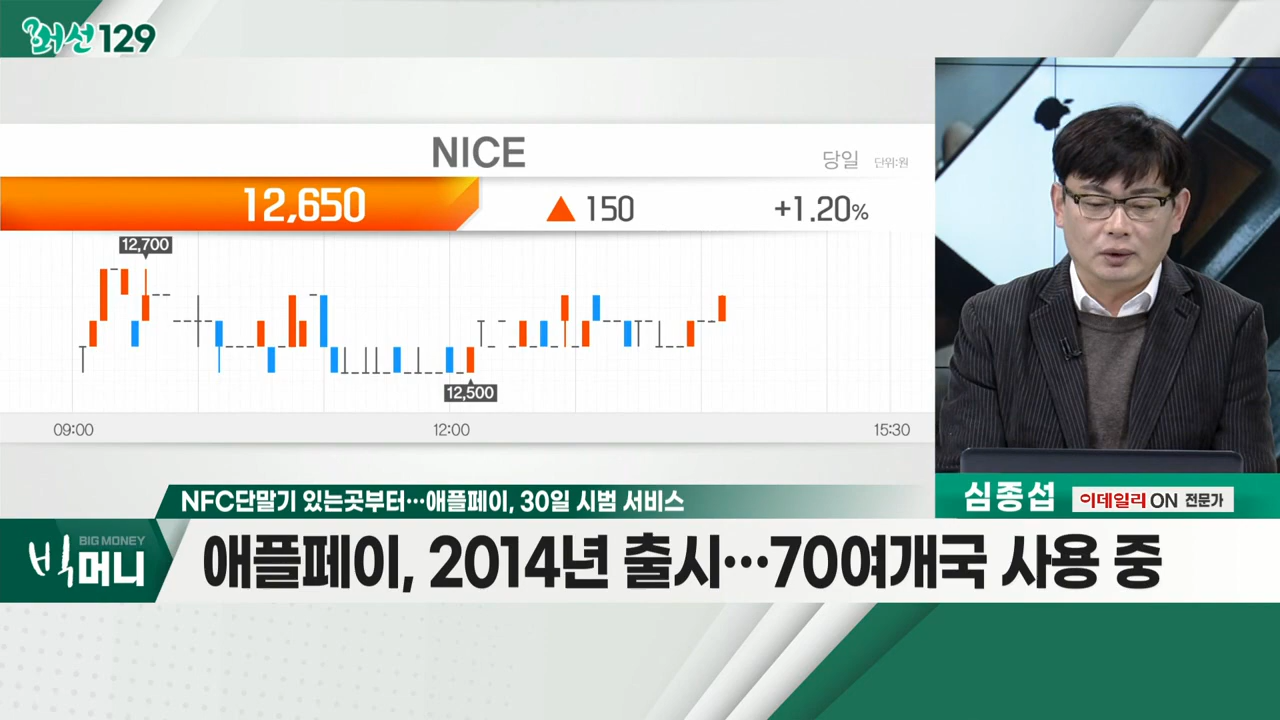 최선129
NICE
당일 단위:원
12,650 ▲ 150 +1.20%
12,700
12,500
09:00 12:00 15:30
심종섭 이데일리ON 전문가
NFC단말기 있는곳부터…애플페이, 30일 시범 서비스
BIG MONEY
빅머니
애플페이, 2014년 출시…70여개국 사용 중